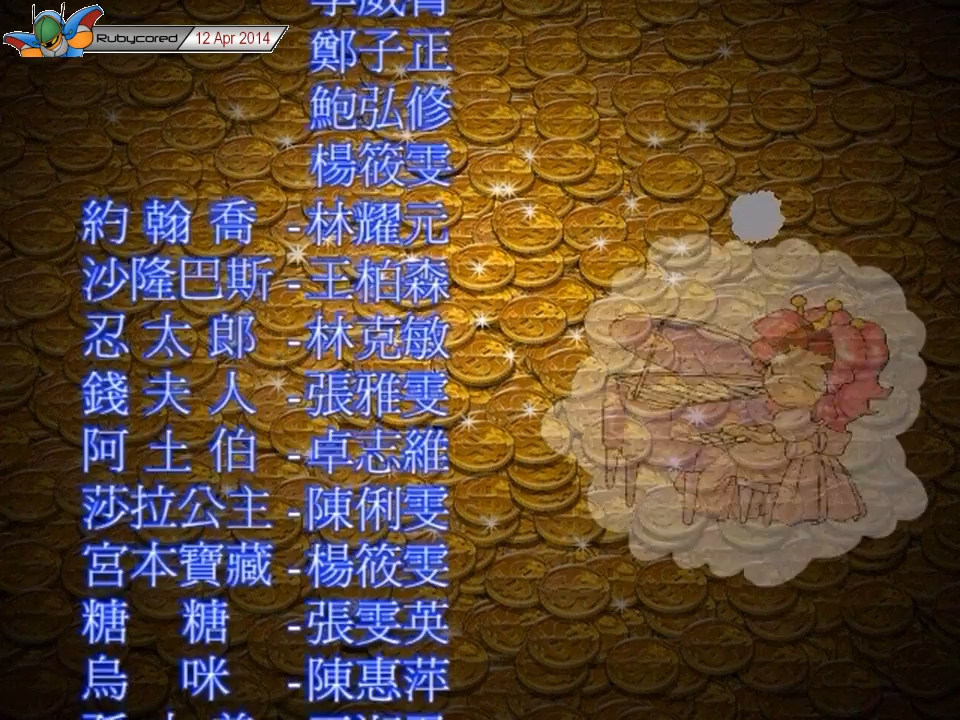 Rubycored 12 Apr 2014
鄭子正
鮑弘修
楊筱雯
約翰喬 -林耀元
沙隆巴斯 -王柏森
忍太郎 -林克敏
錢夫人 -張雅雯
阿土伯 -卓志維
莎拉公主 -陳俐雯
宮本寶藏 -楊筱雯
糖糖 -張雯英
烏咪 -陳惠萍